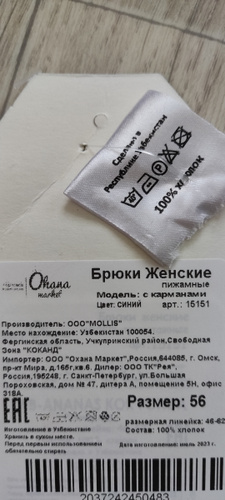 Сделано в
Республике Узбекистан
100% ХЛОПОК
Ohana
market
Брюки Женские
пижамные
Модель: с карманами
Цвет: СИНИЙ арт.: 15151
Производитель: ООО"MOLLIS"
Место нахождение: Узбекистан 100054.
Фергинская область, Учкуприкский район,Свободная
Зона "КОКАНД"
Импортер: ООО "Охана Маркет",Россия,644085, г. Омск,
пр-кт Мира, д.165г,кв.6. Дилер: ООО ТК"Рея".
Россия,195248, г. Санкт-Петербург, ул.Большая
Пороховская, дом № 47, литера А, помещение 5Н, офис
318А.
EAC
Размер: 56
размерная линейка: 46-62
Состав: 100% хлопок
Изготовлено в Узбекистане
Хранить в сухом месте.
Перед первым использованием
обязательно стирать
Дата изготовления: июль 2023 г.
2037242450483